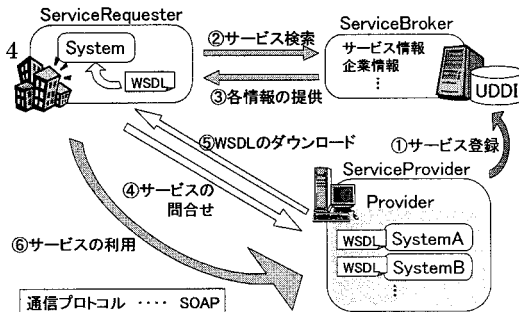 ServiceRequester
4
System
WSDL
②サービス検索
③各情報の提供
ServiceBroker
サービス情報
企業情報
⋮
UDDI
①サービス登録
⑤WSDLのダウンロード
④サービスの
問合せ
⑥サービスの利用
ServiceProvider
Provider
WSDL SystemA
WSDL SystemB
⋮
通信プロトコル ････ SOAP